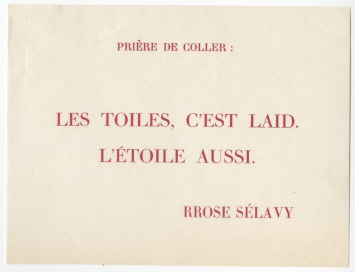 PRIÈRE DE COLLER :
LES TOILES, C'EST LAID.
L'ÉTOILE AUSSI.
RROSE SÉLAVY